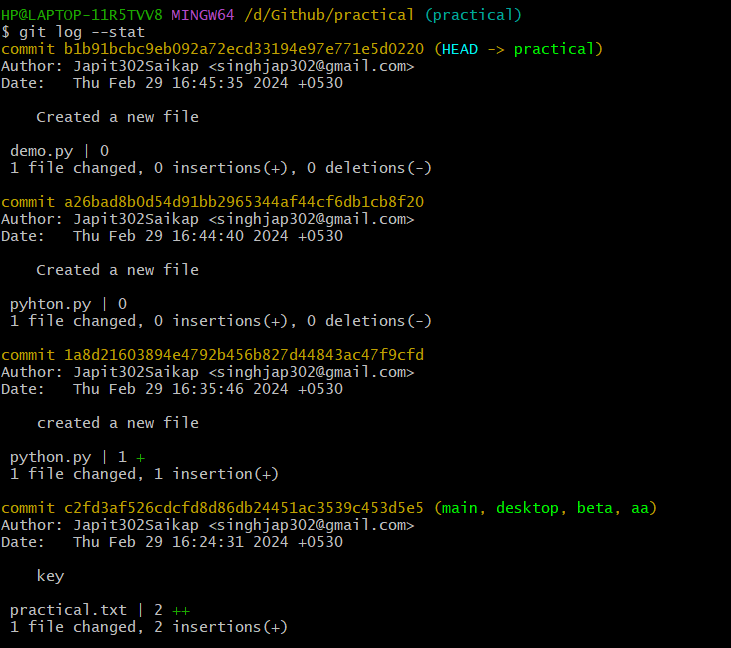 HP@LAPTOP-11R5TVV8 MINGW64 /d/Github/practical (practical)
$ git log --stat
commit b1b91bcbc9eb092a72ecd33194e97e771e5d0220 (HEAD -> practical)
Author: Japit302Saikap <singhjap302@gmail.com>
Date:   Thu Feb 29 16:45:35 2024 +0530
    Created a new file
 demo.py | 0
 1 file changed, 0 insertions(+), 0 deletions(-)
commit a26bad8b0d54d91bb2965344af44cf6db1cb8f20
Author: Japit302Saikap <singhjap302@gmail.com>
Date:   Thu Feb 29 16:44:40 2024 +0530
    Created a new file
 pyhton.py | 0
 1 file changed, 0 insertions(+), 0 deletions(-)
commit 1a8d21603894e4792b456b827d44843ac47f9cfd
Author: Japit302Saikap <singhjap302@gmail.com>
Date:   Thu Feb 29 16:35:46 2024 +0530
    created a new file
 python.py | 1 +
 1 file changed, 1 insertion(+)
commit c2fd3af526cdcfd8d86db24451ac3539c453d5e5 (main, desktop, beta, aa)
Author: Japit302Saikap <singhjap302@gmail.com>
Date:   Thu Feb 29 16:24:31 2024 +0530
    key
 practical.txt | 2 ++
 1 file changed, 2 insertions(+)